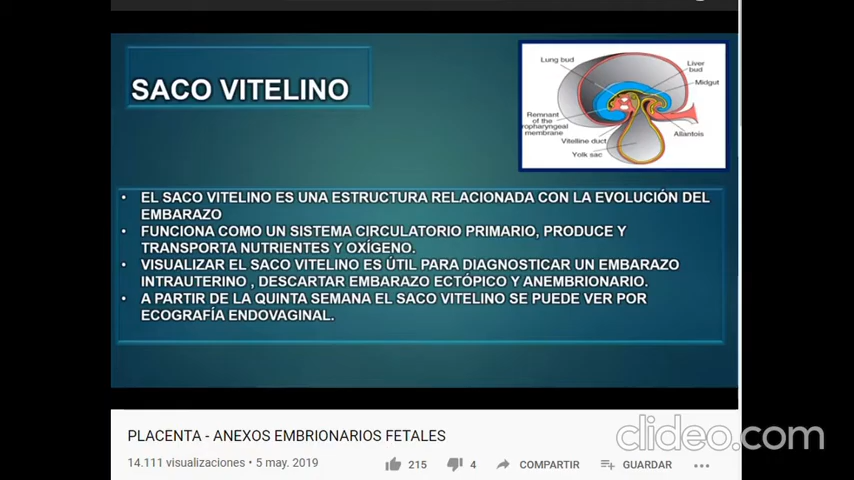 SACO VITELINO
Lung bud
Liver
bud
Midgut
Remnant
of the
ropharyngeal
membrane
Allantois
Vitelline duct
Yolk sac
• EL SACO VITELINO ES UNA ESTRUCTURA RELACIONADA CON LA EVOLUCIÓN DEL
EMBARAZO
• FUNCIONA COMO UN SISTEMA CIRCULATORIO PRIMARIO, PRODUCE Y
TRANSPORTA NUTRIENTES Y OXÍGENO.
• VISUALIZAR EL SACO VITELINO ES ÚTIL PARA DIAGNOSTICAR UN EMBARAZO
INTRAUTERINO , DESCARTAR EMBARAZO ECTÓPICO Y ANEMBRIONARIO.
• A PARTIR DE LA QUINTA SEMANA EL SACO VITELINO SE PUEDE VER POR
ECOGRAFÍA ENDOVAGINAL.
PLACENTA - ANEXOS EMBRIONARIOS FETALES
clideo.com
14.111 visualizaciones • 5 may. 2019
215
4
COMPARTIR
GUARDAR